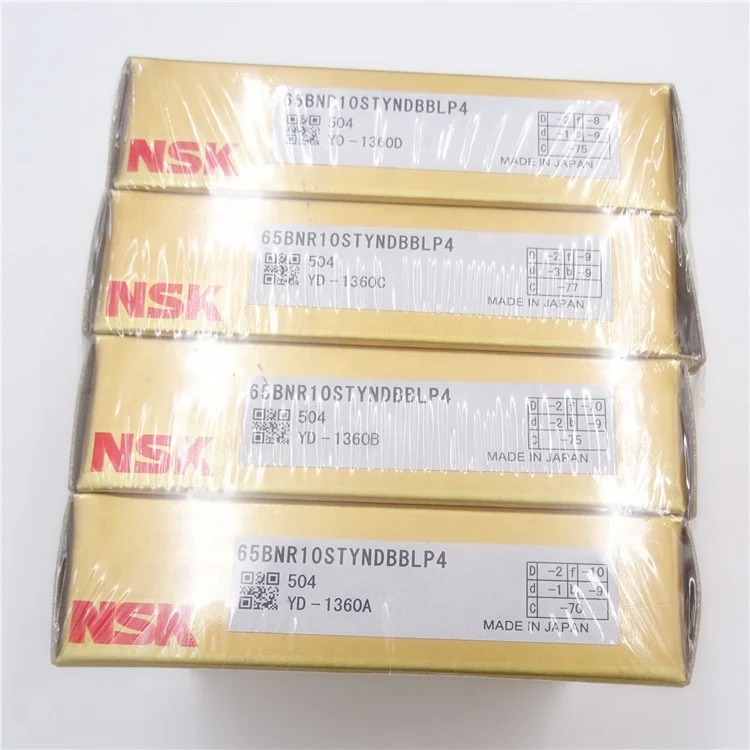 65BNR10STYNDBBLP4
504
YD-1360D
D -2 f -8
d -1 b -9
C -75
MADE IN JAPAN
NSK
65BNR10STYNDBBLP4
504
YD-1360C
D -2 f -9
d -3 b -9
C -77
MADE IN JAPAN
NSK
65BNR10STYNDBBLP4
504
YD-1360B
D -2 f -10
d -2 b -9
C -75
MADE IN JAPAN
NSK
65BNR10STYNDBBLP4
504
YD-1360A
D -2 f -10
d -1 b -9
C -70
MADE IN JAPAN
NSK